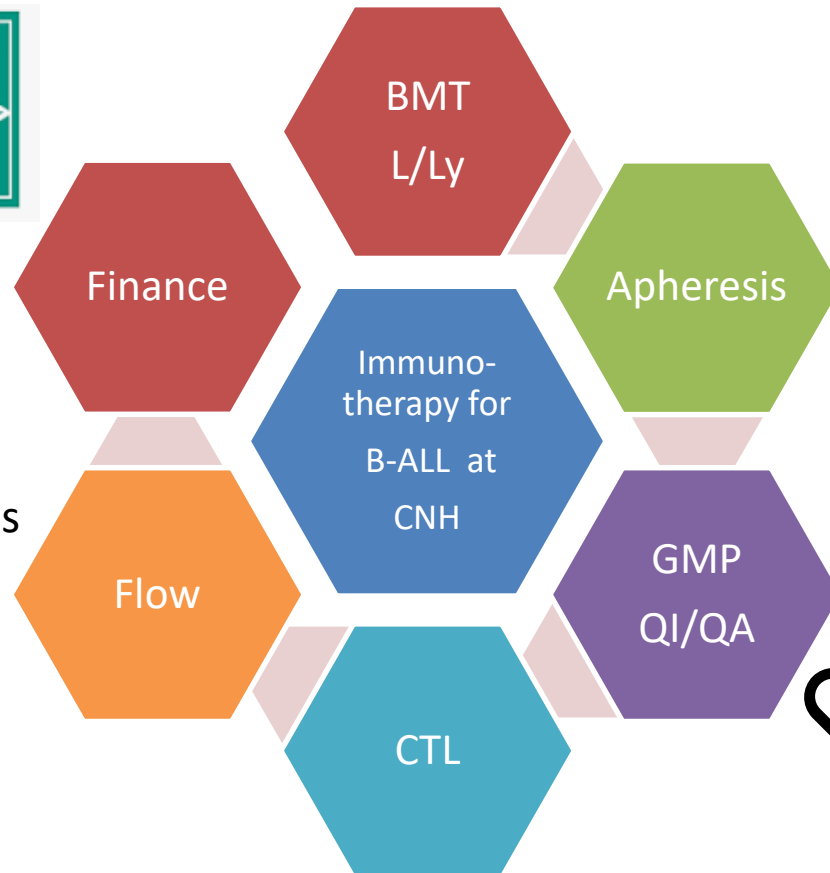 BMT
L/Ly
Finance
Apheresis
Immuno-
therapy for
B-ALL at
CNH
s
Flow
GMP
QI/QA
CTL